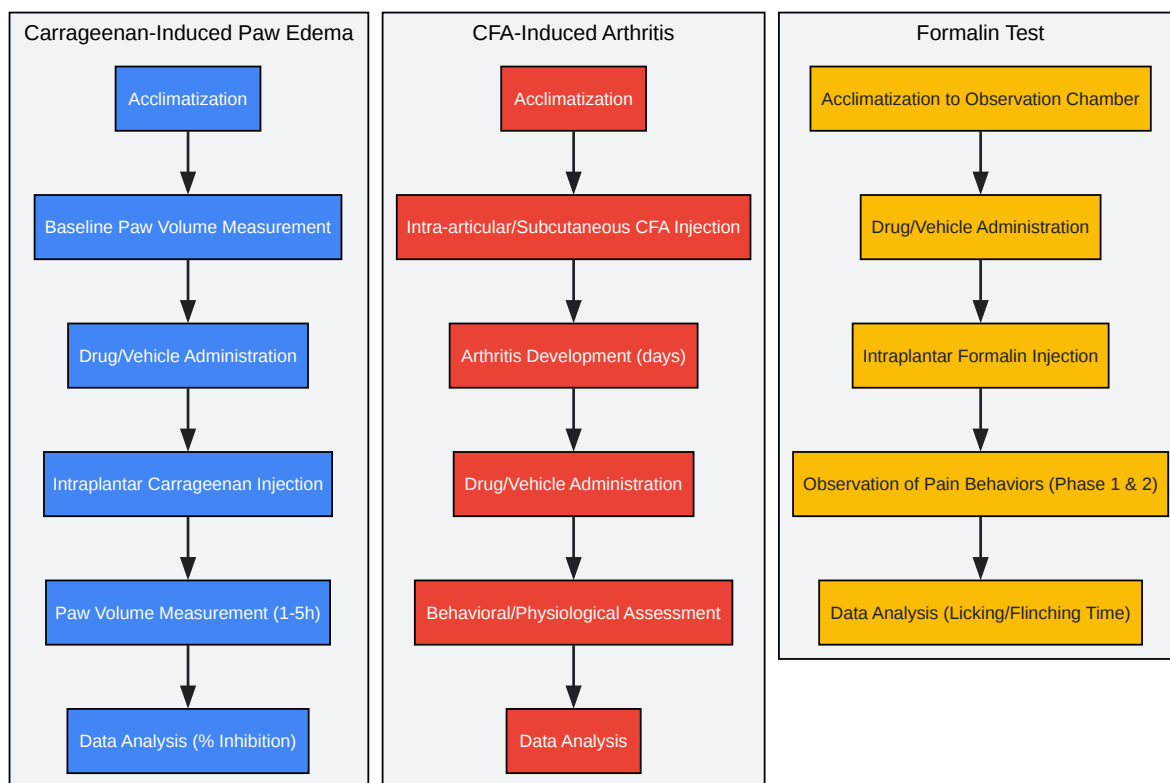 Carrageenan-Induced Paw Edema
Acclimatization
Baseline Paw Volume Measurement
Drug/Vehicle Administration
Intraplantar Carrageenan Injection
Paw Volume Measurement (1-5h)
Data Analysis (% Inhibition)
CFA-Induced Arthritis
Acclimatization
Intra-articular/Subcutaneous CFA Injection
Arthritis Development (days)
Drug/Vehicle Administration
Behavioral/Physiological Assessment
Data Analysis
Formalin Test
Acclimatization to Observation Chamber
Drug/Vehicle Administration
Intraplantar Formalin Injection
Observation of Pain Behaviors (Phase 1 & 2)
Data Analysis (Licking/Flinching Time)